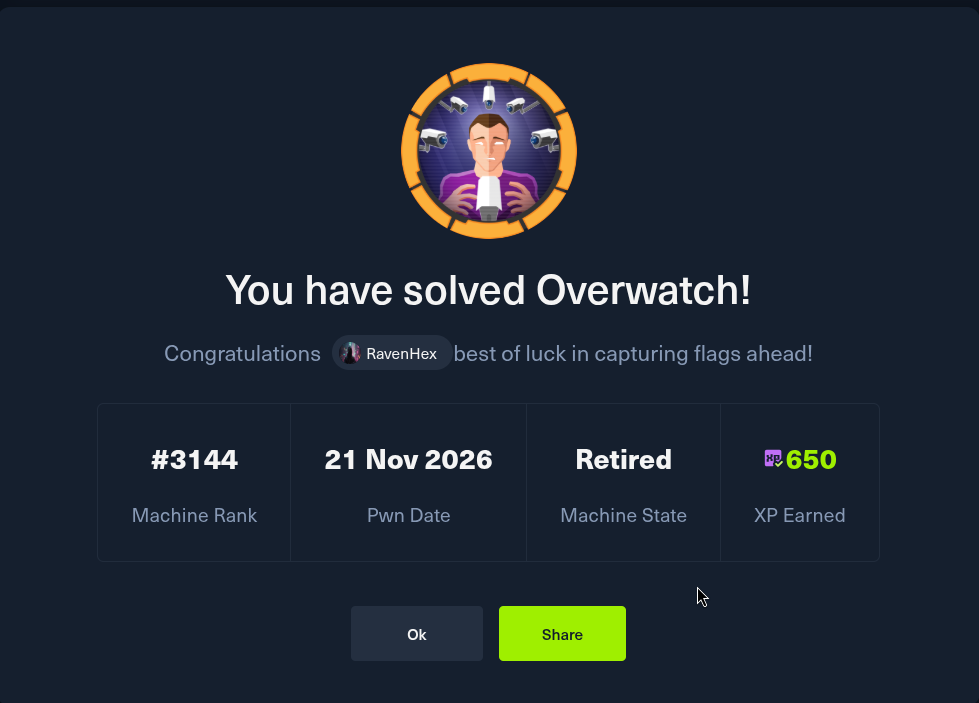 You have solved Overwatch!
Congratulations RavenHex best of luck in capturing flags ahead!
#3144 21 Nov 2026 Retired XP 650
Machine Rank Pwn Date Machine State XP Earned
Ok Share